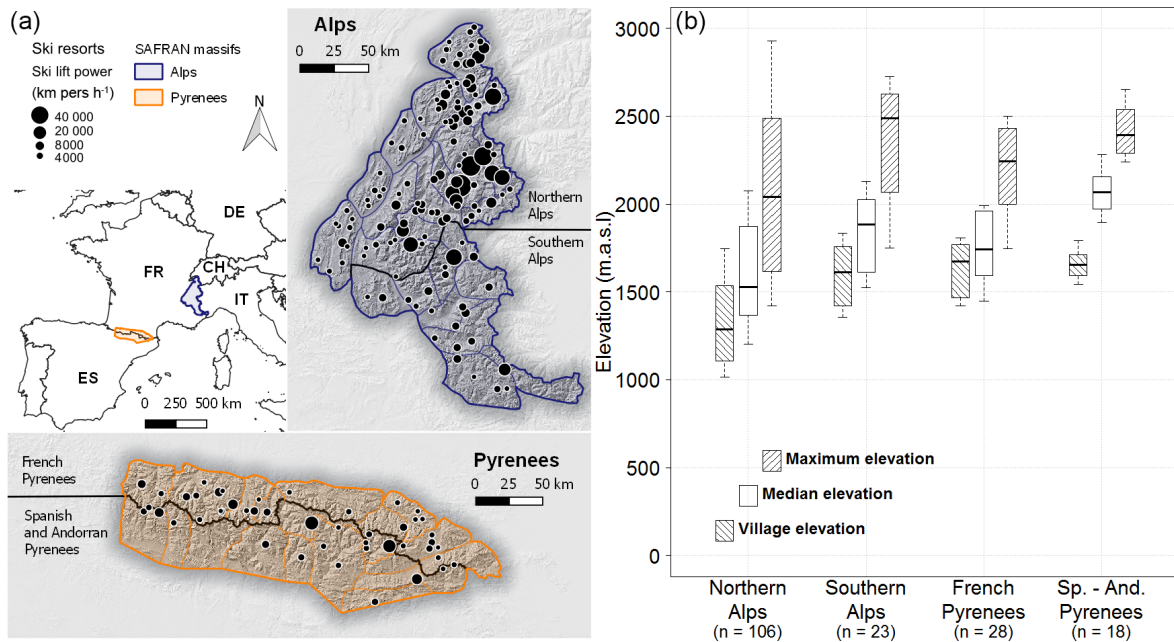 (a)
Ski resorts
Ski lift power
(km pers h⁻¹)
40 000
20 000
8000
4000
SAFRAN massifs
Alps
Pyrenees
N
DE
FR
CH
IT
ES
0 250 500 km
Alps
0 25 50 km
Northern
Alps
Southern
Alps
French
Pyrenees
Spanish
and Andorran
Pyrenees
Pyrenees
0 25 50 km
(b)
Elevation (m.a.s.l.)
3000
2500
2000
1500
1000
500
0
Maximum elevation
Median elevation
Village elevation
Northern
Alps
(n = 106)
Southern
Alps
(n = 23)
French
Pyrenees
(n = 28)
Sp. - And.
Pyrenees
(n = 18)